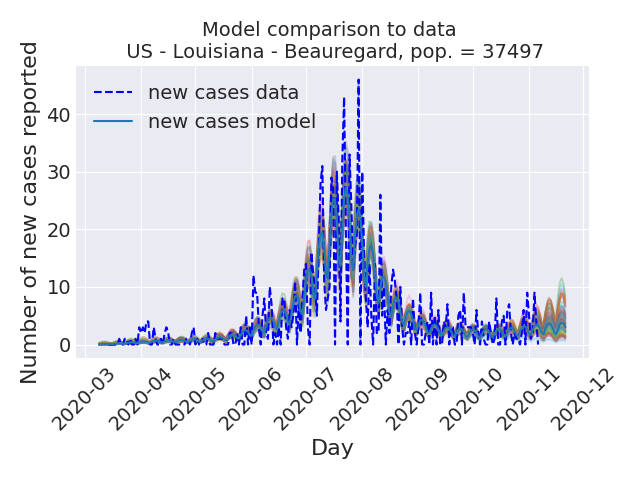 Model comparison to data
US - Louisiana - Beauregard, pop. = 37497
Number of new cases reported
new cases data
new cases model
40
30
20
10
0
2020-03
2020-04
2020-05
2020-06
2020-07
2020-08
2020-09
2020-10
2020-11
2020-12
Day